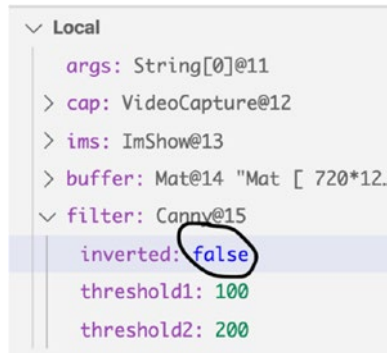 Local
args: String[0]@11
cap: VideoCapture@12
ims: ImShow@13
buffer: Mat@14 "Mat [ 720*12…
filter: Canny@15
inverted: false
threshold1: 100
threshold2: 200